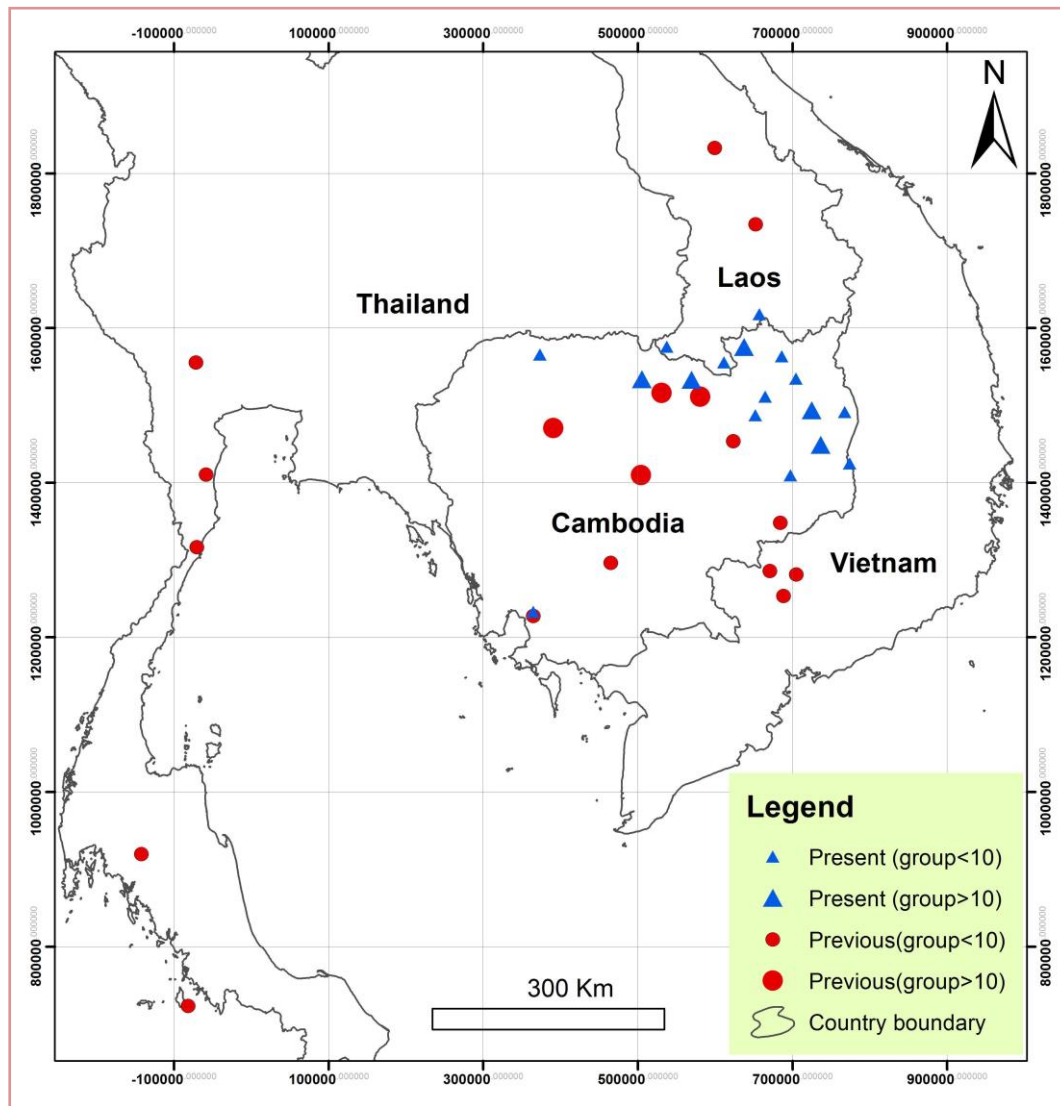 -100000.000000 100000.000000 300000.000000 500000.000000 700000.000000 900000.000000
N
1800000.000000 1800000.000000
Laos
Thailand
1600000.000000 1600000.000000
1400000.000000 1400000.000000
Cambodia
Vietnam
1200000.000000 1200000.000000
1000000.000000 1000000.000000
Legend
Present (group<10)
Present (group>10)
Previous(group<10)
Previous(group>10)
Country boundary
800000.000000 800000.000000
300 Km
-100000.000000 100000.000000 300000.000000 500000.000000 700000.000000 900000.000000